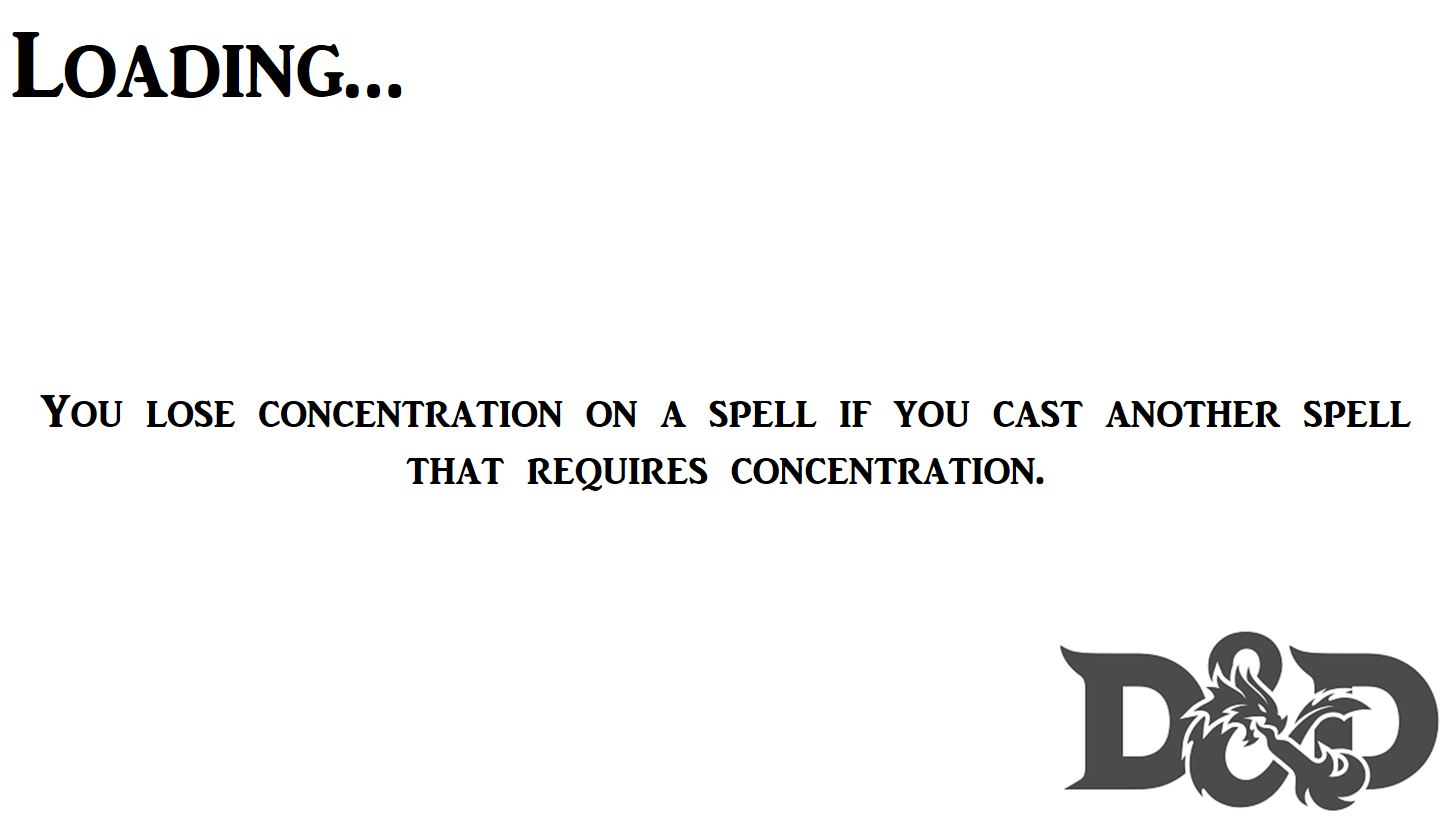 Loading...
You lose concentration on a spell if you cast another spell
that requires concentration.
D&D